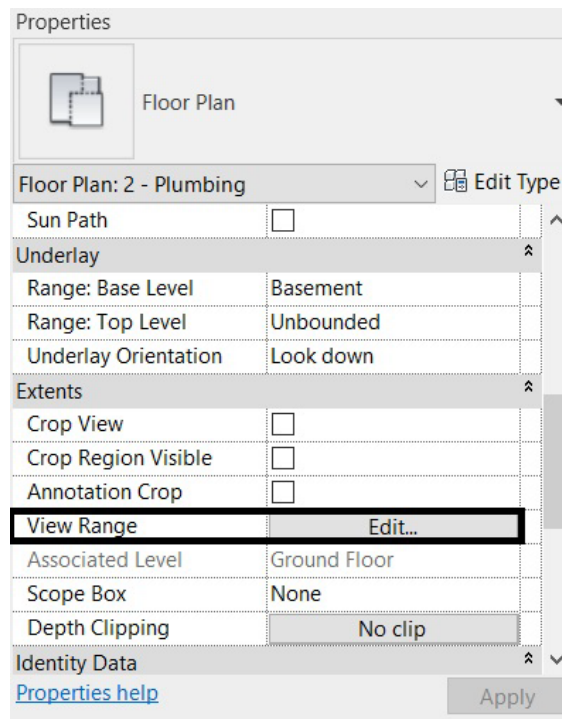 Properties
Floor Plan
Floor Plan: 2 - Plumbing Edit Type
Sun Path
Underlay
Range: Base Level Basement
Range: Top Level Unbounded
Underlay Orientation Look down
Extents
Crop View
Crop Region Visible
Annotation Crop
View Range Edit...
Associated Level Ground Floor
Scope Box None
Depth Clipping No clip
Identity Data
Properties help Apply